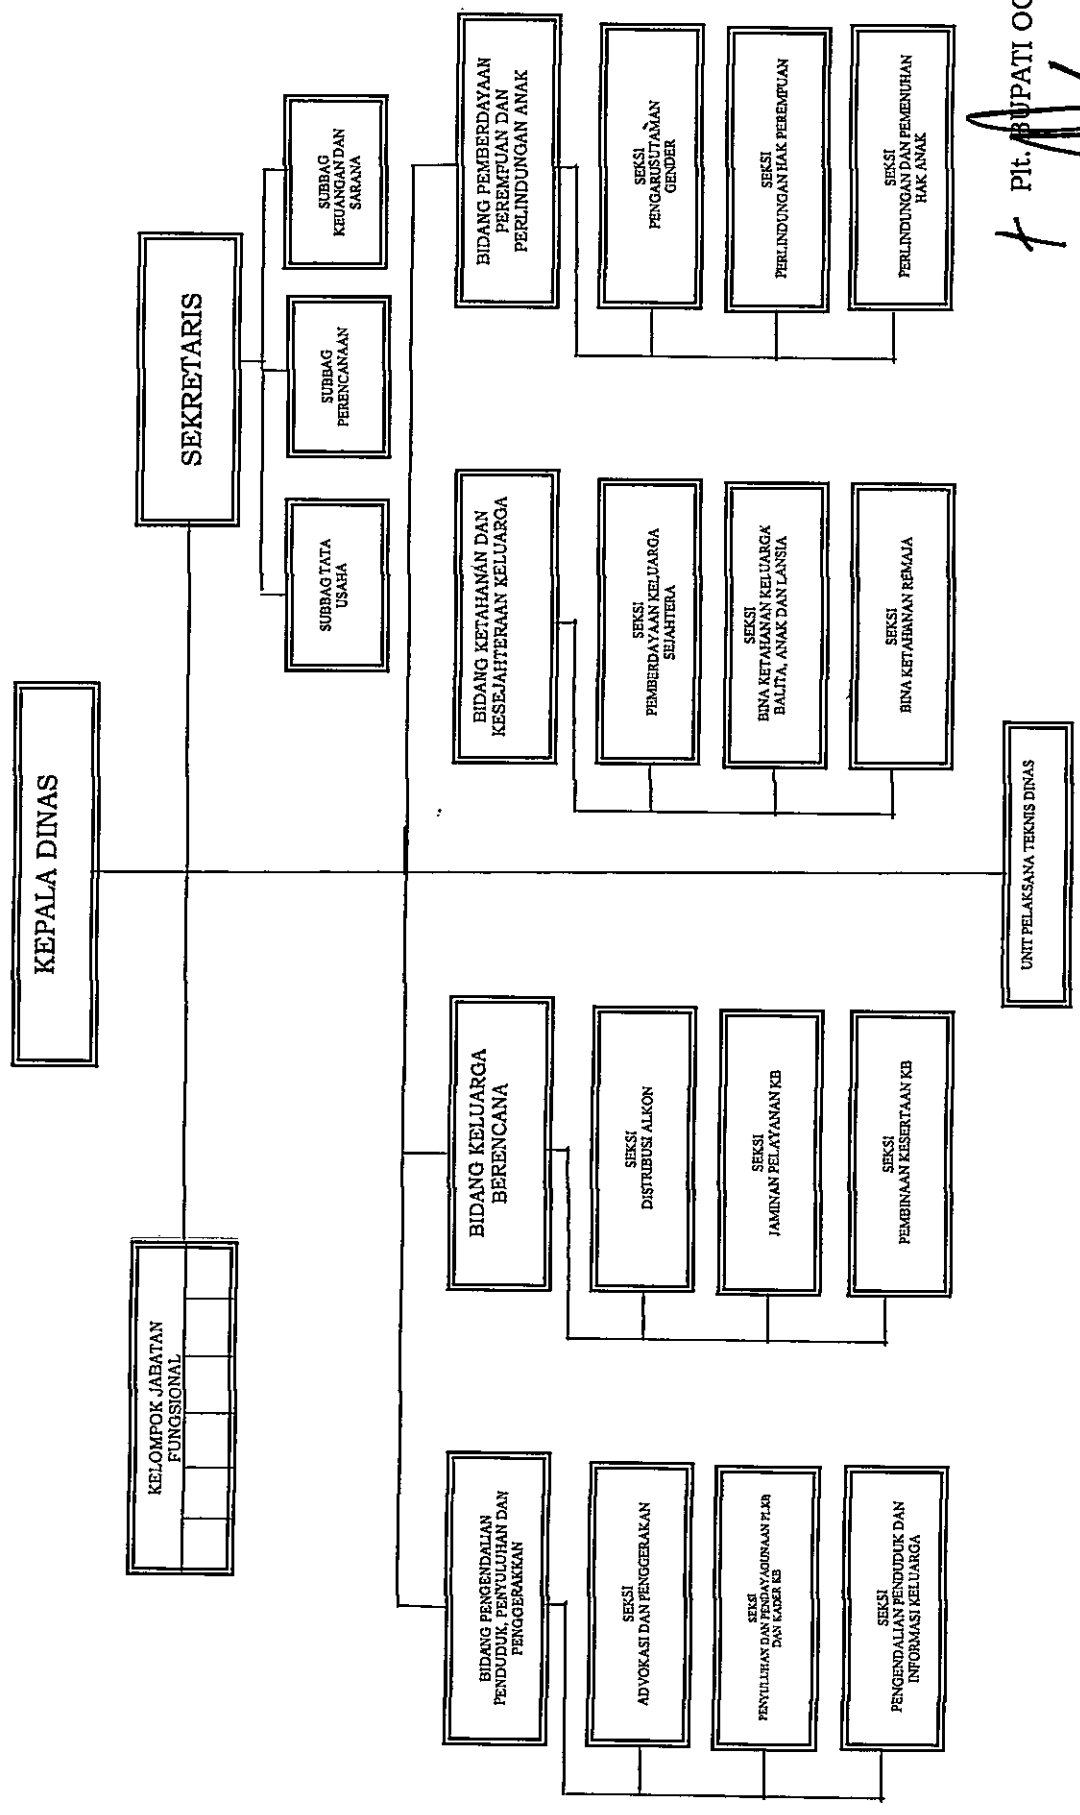 KEPALA DINAS
KELOMPOK JABATAN
FUNGSIONAL
SEKRETARIS
SUBBAG TATA
USAHA
SUBBAG
PERENCANAAN
SUBBAG
KEUANGAN DAN
SARANA
BIDANG PENGENDALIAN
PENDUDUK, PENYULUHAN DAN
PENGGERAKKAN
SEKSI
ADVOKASI DAN PENGGERAKAN
SEKSI
PENYULUHAN DAN PENDAYAGUNAAN PLKB
DAN KADER KB
SEKSI
PENGENDALIAN PENDUDUK DAN
INFORMASI KELUARGA
BIDANG KELUARGA
BERENCANA
SEKSI
DISTRIBUSI ALKON
SEKSI
JAMINAN PELAYANAN KB
SEKSI
PEMBINAAN KESERTAAN KB
BIDANG KETAHANAN DAN
KESEJAHTERAAN KELUARGA
SEKSI
PEMBERDAYAAN KELUARGA
SEJAHTERA
SEKSI
BINA KETAHANAN KELUARGA
BALITA, ANAK DAN LANSIA
SEKSI
BINA KETAHANAN REMAJA
BIDANG PEMBERDAYAAN
PEREMPUAN DAN
PERLINDUNGAN ANAK
SEKSI
PENGARUSUTAMAN
GENDER
SEKSI
PERLINDUNGAN HAK PEREMPUAN
SEKSI
PERLINDUNGAN DAN PEMENUHAN
HAK ANAK
UNIT PELAKSANA TEKNIS DINAS
Plt. BUPATI